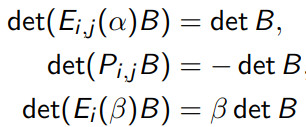 det(E_{i,j}(α)B) = det B,
det(P_{i,j}B) = − det B,
det(E_i(β)B) = β det B